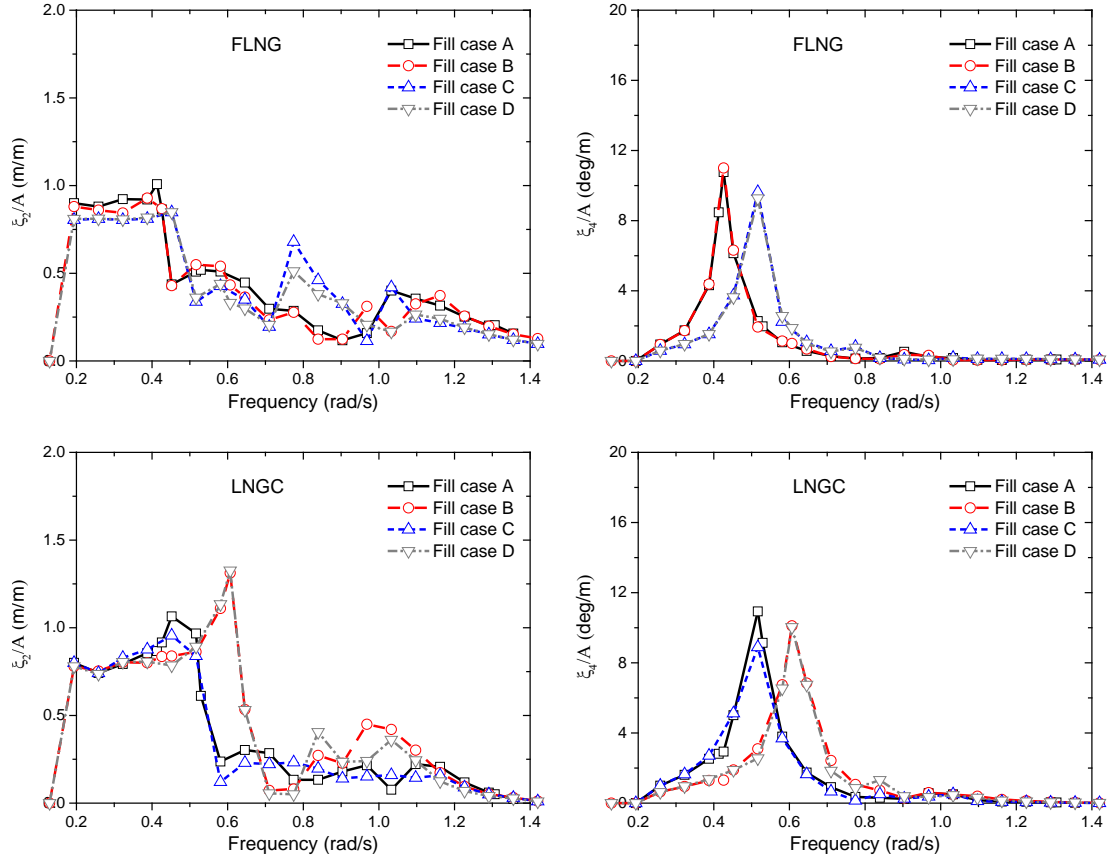 FLNG
Fill case A
Fill case B
Fill case C
Fill case D
ξ2/A (m/m)
2.0
1.5
1.0
0.5
0.0
0.2 0.4 0.6 0.8 1.0 1.2 1.4
Frequency (rad/s)
FLNG
Fill case A
Fill case B
Fill case C
Fill case D
ξ4/A (deg/m)
20
16
12
8
4
0
0.2 0.4 0.6 0.8 1.0 1.2 1.4
Frequency (rad/s)
LNGC
Fill case A
Fill case B
Fill case C
Fill case D
ξ2/A (m/m)
2.0
1.5
1.0
0.5
0.0
0.2 0.4 0.6 0.8 1.0 1.2 1.4
Frequency (rad/s)
LNGC
Fill case A
Fill case B
Fill case C
Fill case D
ξ4/A (deg/m)
20
16
12
8
4
0
0.2 0.4 0.6 0.8 1.0 1.2 1.4
Frequency (rad/s)